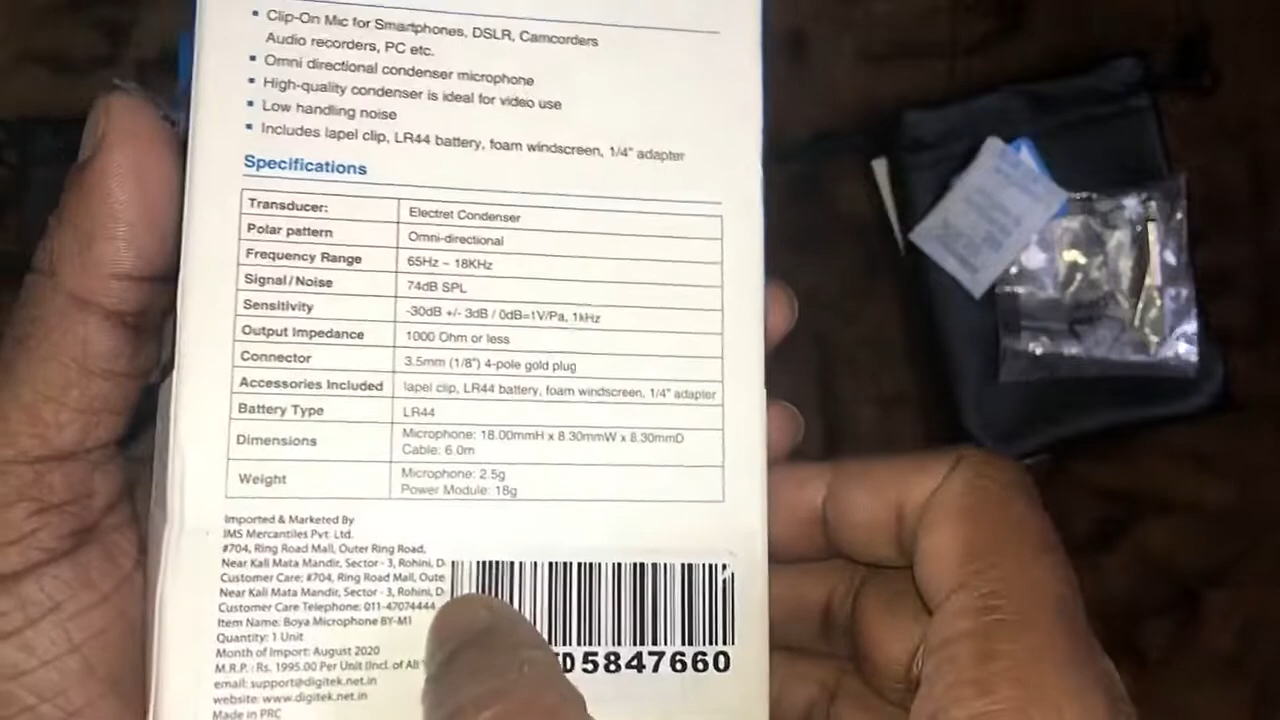 ▪ Clip-On Mic for Smartphones, DSLR, Camcorders
Audio recorders, PC etc.
▪ Omni directional condenser microphone
▪ High-quality condenser is ideal for video use
▪ Low handling noise
▪ Includes lapel clip, LR44 battery, foam windscreen, 1/4" adapter
Specifications
Transducer: Electret Condenser
Polar pattern Omni-directional
Frequency Range 65Hz ~ 18KHz
Signal/Noise 74dB SPL
Sensitivity -30dB +/- 3dB / 0dB=1V/Pa, 1kHz
Output Impedance 1000 Ohm or less
Connector 3.5mm (1/8") 4-pole gold plug
Accessories Included lapel clip, LR44 battery, foam windscreen, 1/4" adapter
Battery Type LR44
Dimensions Microphone: 18.00mmH x 8.30mmW x 8.30mmD
Cable: 6.0m
Weight Microphone: 2.5g
Power Module: 18g
Imported & Marketed By
IMS Mercantiles Pvt. Ltd.
#704, Ring Road Mall, Outer Ring Road,
Near Kali Mata Mandir, Sector - 3, Rohini, D
Customer Care: #704, Ring Road Mall, Oute
Near Kali Mata Mandir, Sector - 3, Rohini, D
Customer Care Telephone: 011-47074444
Item Name: Boya Microphone BY-M1
Quantity: 1 Unit
Month of Import: August 2020
M.R.P. : Rs. 1995.00 Per Unit (Incl. of All
email: support@digitek.net.in
website: www.digitek.net.in
Made in PRC
D5847660